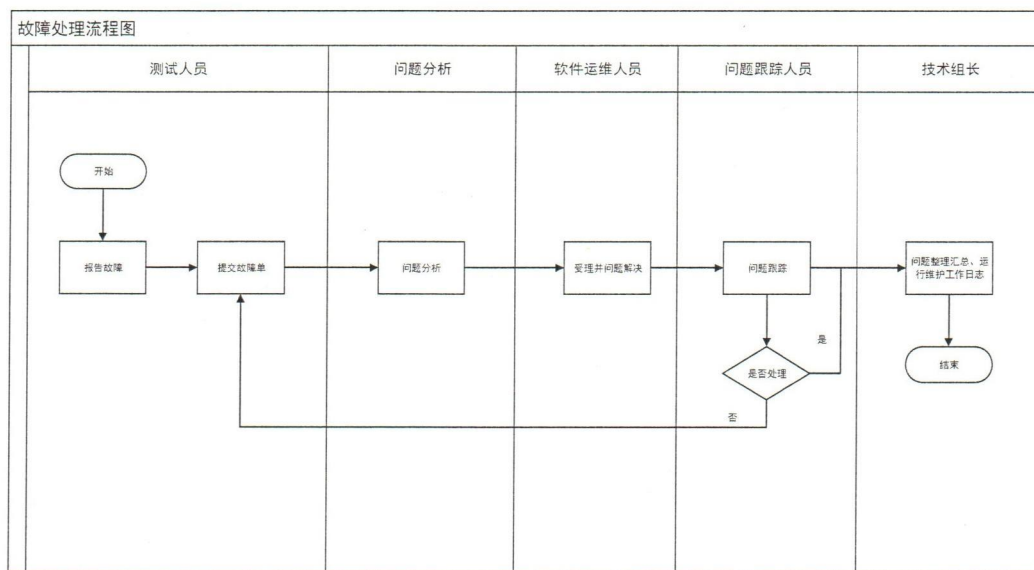 故障处理流程图
测试人员
问题分析
软件运维人员
问题跟踪人员
技术组长
开始
报告故障
提交故障单
问题分析
受理并问题解决
问题跟踪
问题整理汇总、运
行维护工作日志
是
是否处理
结束
否